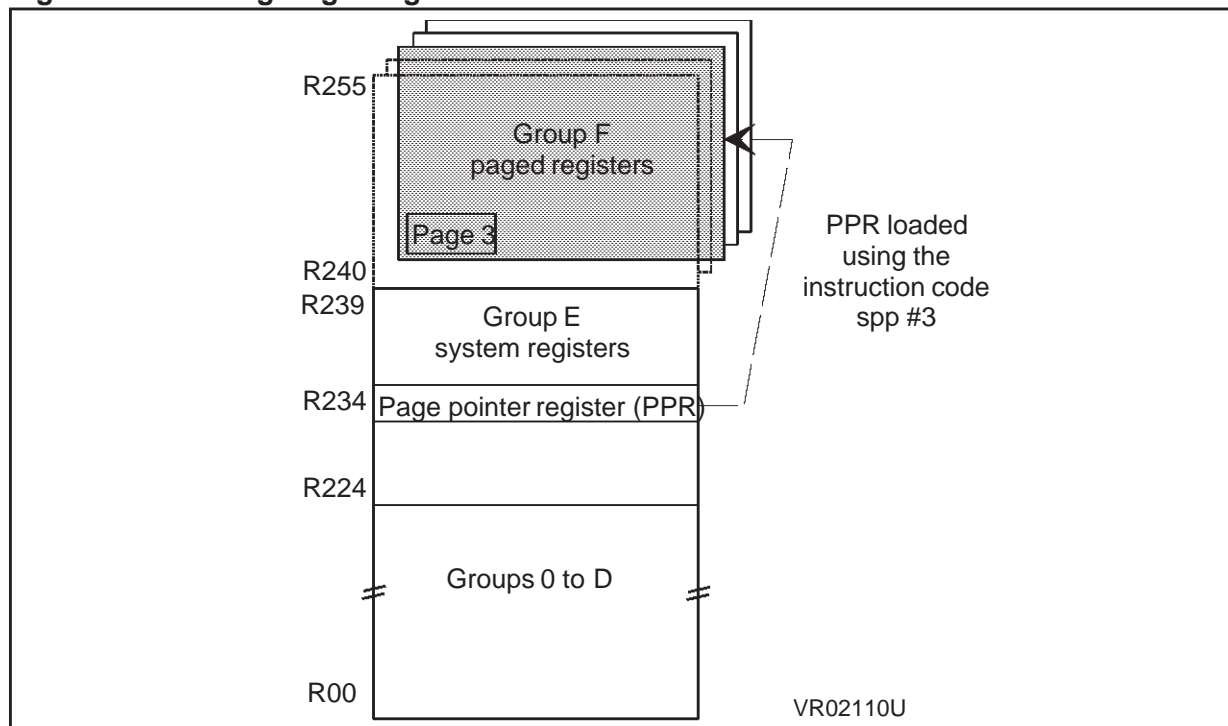 R255
Group F
paged registers
Page 3
R240
R239
Group E
system registers
R234
Page pointer register (PPR)
PPR loaded
using the
instruction code
spp #3
R224
Groups 0 to D
R00
VR02110U